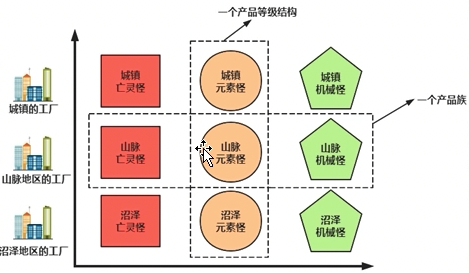 一个产品等级结构
城镇
亡灵怪
城镇
元素怪
城镇
机械怪
城镇的工厂
一个产品族
山脉
亡灵怪
山脉
元素怪
山脉
机械怪
山脉地区的工厂
沼泽
亡灵怪
沼泽
元素怪
沼泽
机械怪
沼泽地区的工厂